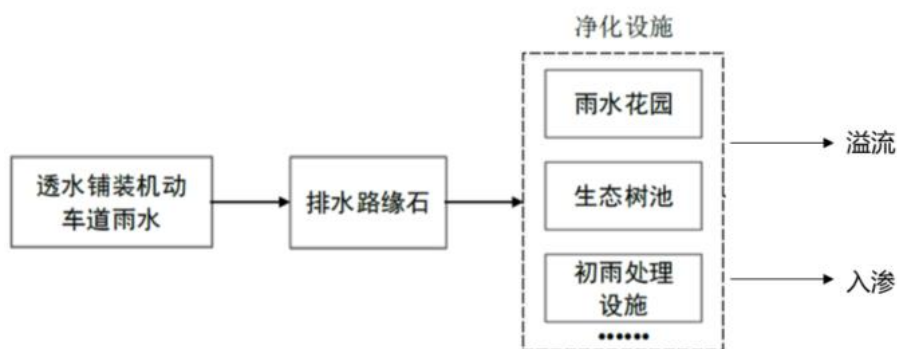 净化设施
雨水花园
溢流
透水铺装机动
车道雨水
排水路缘石
生态树池
初雨处理
设施
入渗
••••••